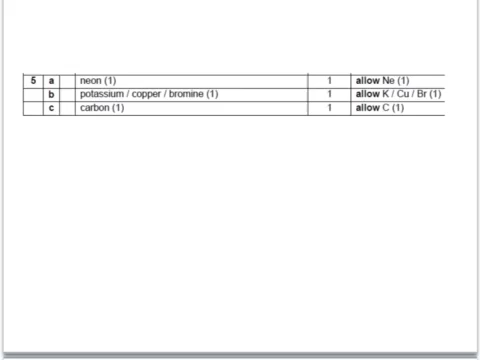 5 a neon (1) 1 allow Ne (1)
b potassium / copper / bromine (1) 1 allow K / Cu / Br (1)
c carbon (1) 1 allow C (1)